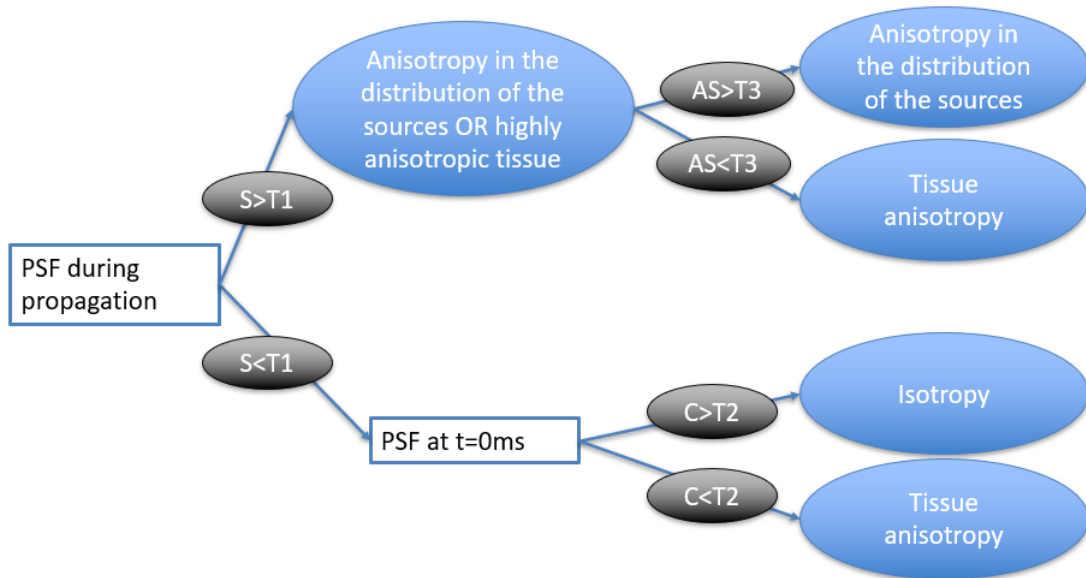 Anisotropy in the
distribution of the
sources OR highly
anisotropic tissue
AS>T3
Anisotropy in
the distribution
of the sources
AS<T3
Tissue
anisotropy
S>T1
PSF during
propagation
S<T1
PSF at t=0ms
C>T2
Isotropy
C<T2
Tissue
anisotropy